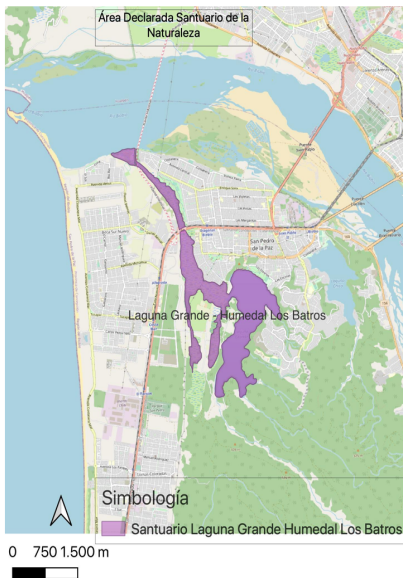 Área Declarada Santuario de la
Naturaleza
San Pedro
de la Paz
Laguna Grande - Humedal Los Batros
Simbología
Santuario Laguna Grande Humedal Los Batros
0 750 1.500 m